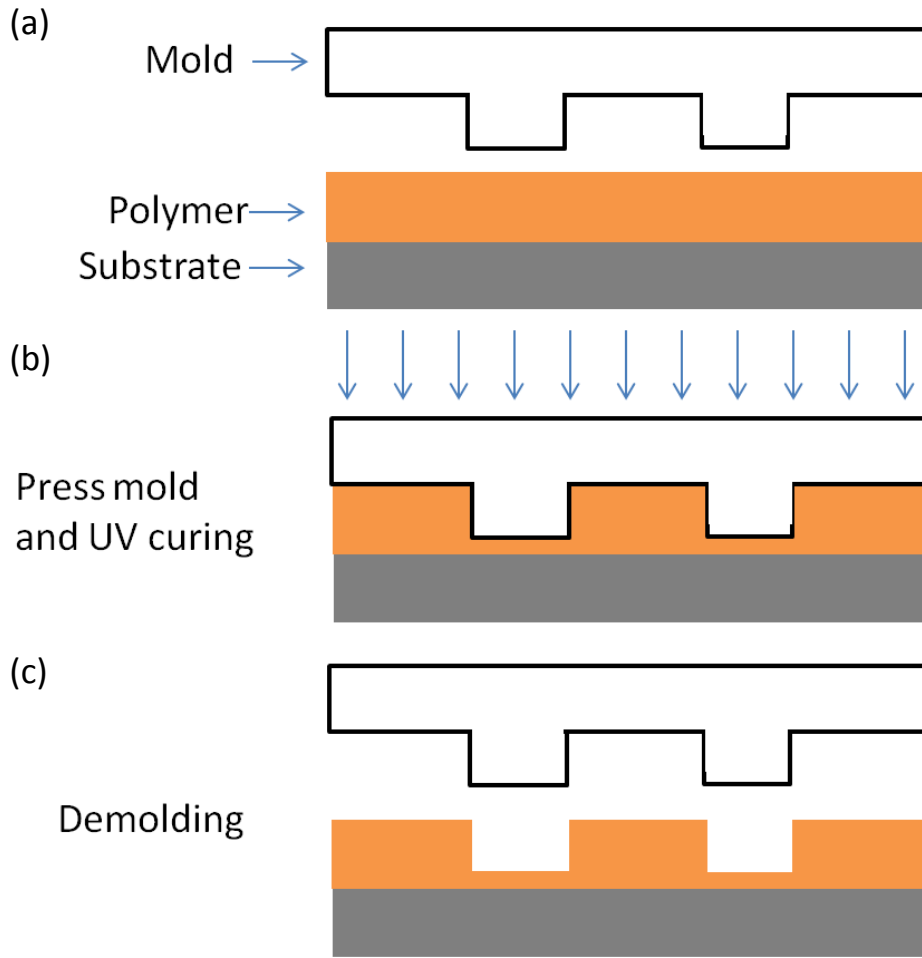 (a)
Mold
Polymer
Substrate
(b)
Press mold
and UV curing
(c)
Demolding